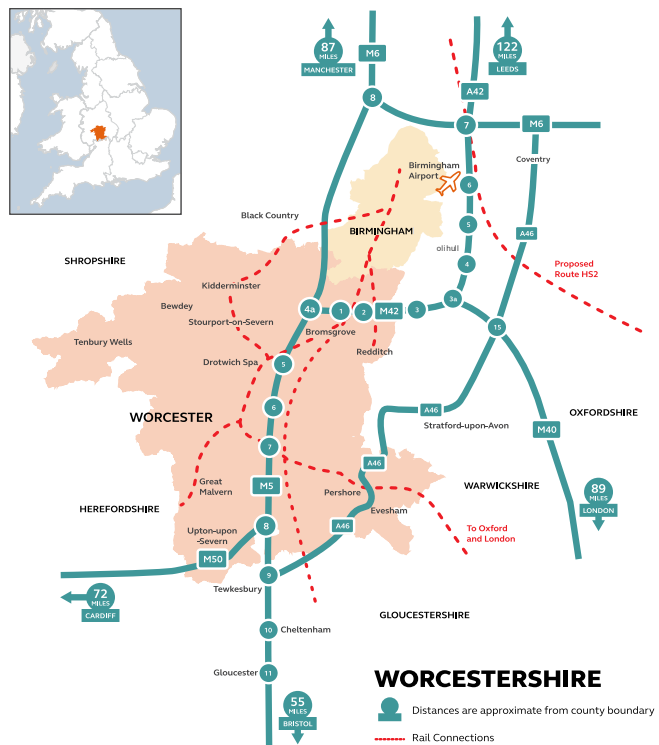 87
MILES
MANCHESTER
M6
122
MILES
LEEDS
A42
8
7
M6
Coventry
Birmingham
Airport
6
Black Country
BIRMINGHAM
5
A46
SHROPSHIRE
olihull
4
Proposed
Route HS2
Kidderminster
Bewdey
Stourport-on-Severn
4a
1
2
M42
3
3a
15
Bromsgrove
Tenbury Wells
Redditch
Drotwich Spa
5
6
A46
OXFORDSHIRE
WORCESTER
Stratford-upon-Avon
M40
7
A46
Great
Malvern
M5
Pershore
WARWICKSHIRE
89
MILES
LONDON
HEREFORDSHIRE
Evesham
Upton-upon
-Severn
8
A46
To Oxford
and London
M50
9
Tewkesbury
72
MILES
CARDIFF
GLOUCESTERSHIRE
10
Cheltenham
Gloucester
11
55
MILES
BRISTOL
WORCESTERSHIRE
Distances are approximate from county boundary
Rail Connections